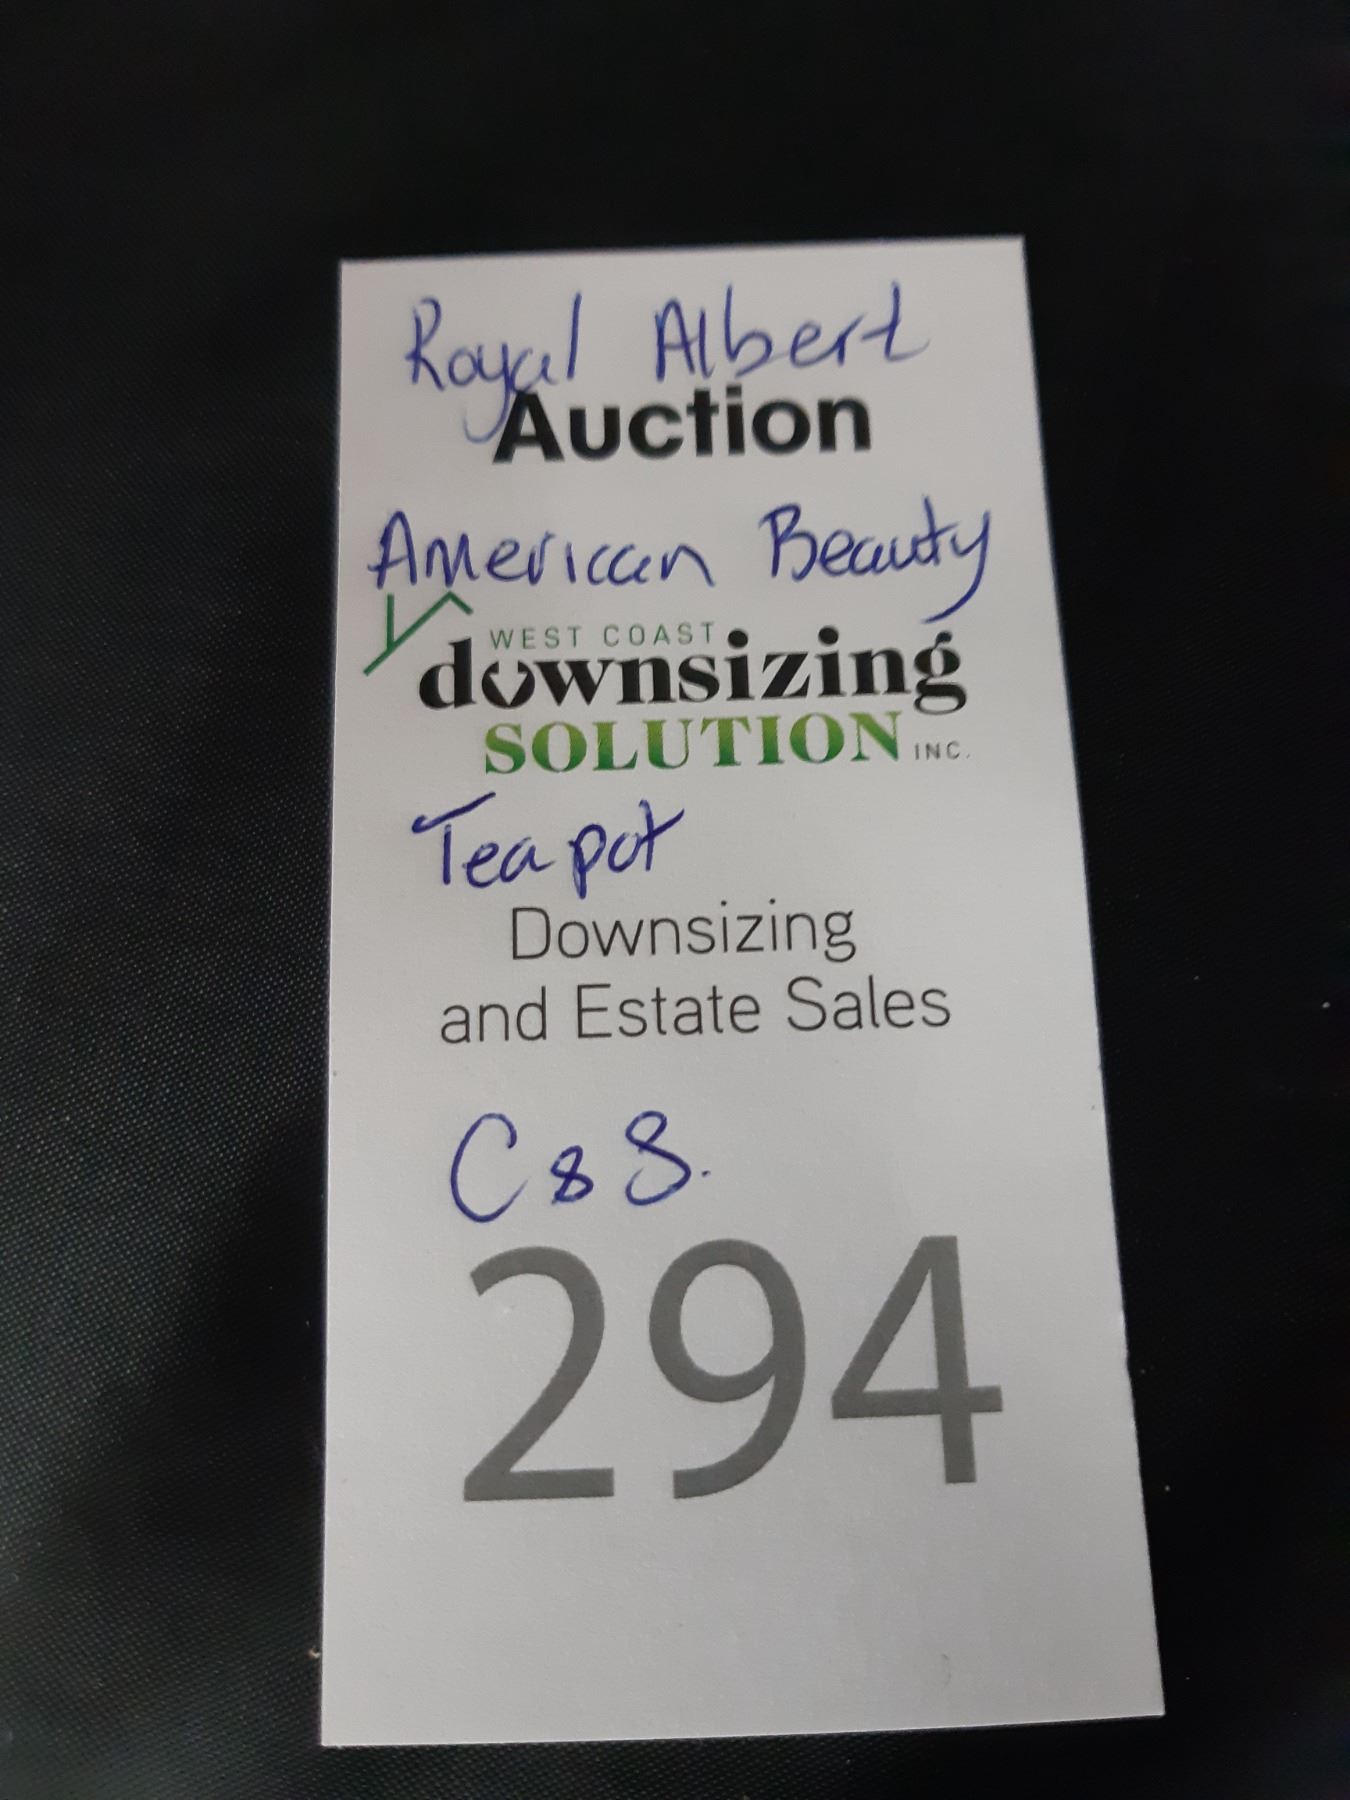 Royal Albert
Auction
American Beauty
WEST COAST
downsizing
SOLUTION INC.
Teapot
Downsizing
and Estate Sales
C & S.
294